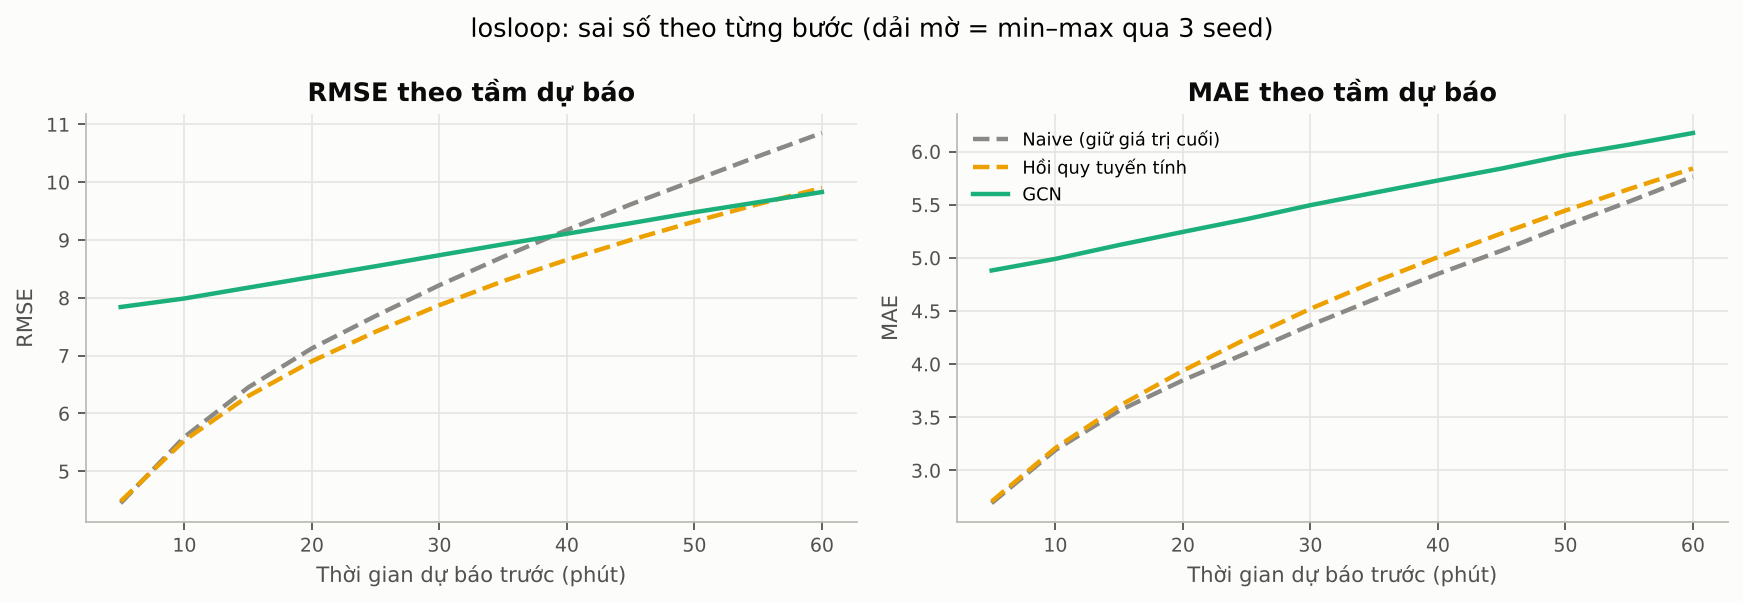 losloop: sai số theo từng bước (dải mờ = min–max qua 3 seed)
RMSE theo tầm dự báo
RMSE
11
10
9
8
7
6
5
10 20 30 40 50 60
Thời gian dự báo trước (phút)
MAE theo tầm dự báo
Naive (giữ giá trị cuối)
Hồi quy tuyến tính
GCN
MAE
6.0
5.5
5.0
4.5
4.0
3.5
3.0
10 20 30 40 50 60
Thời gian dự báo trước (phút)